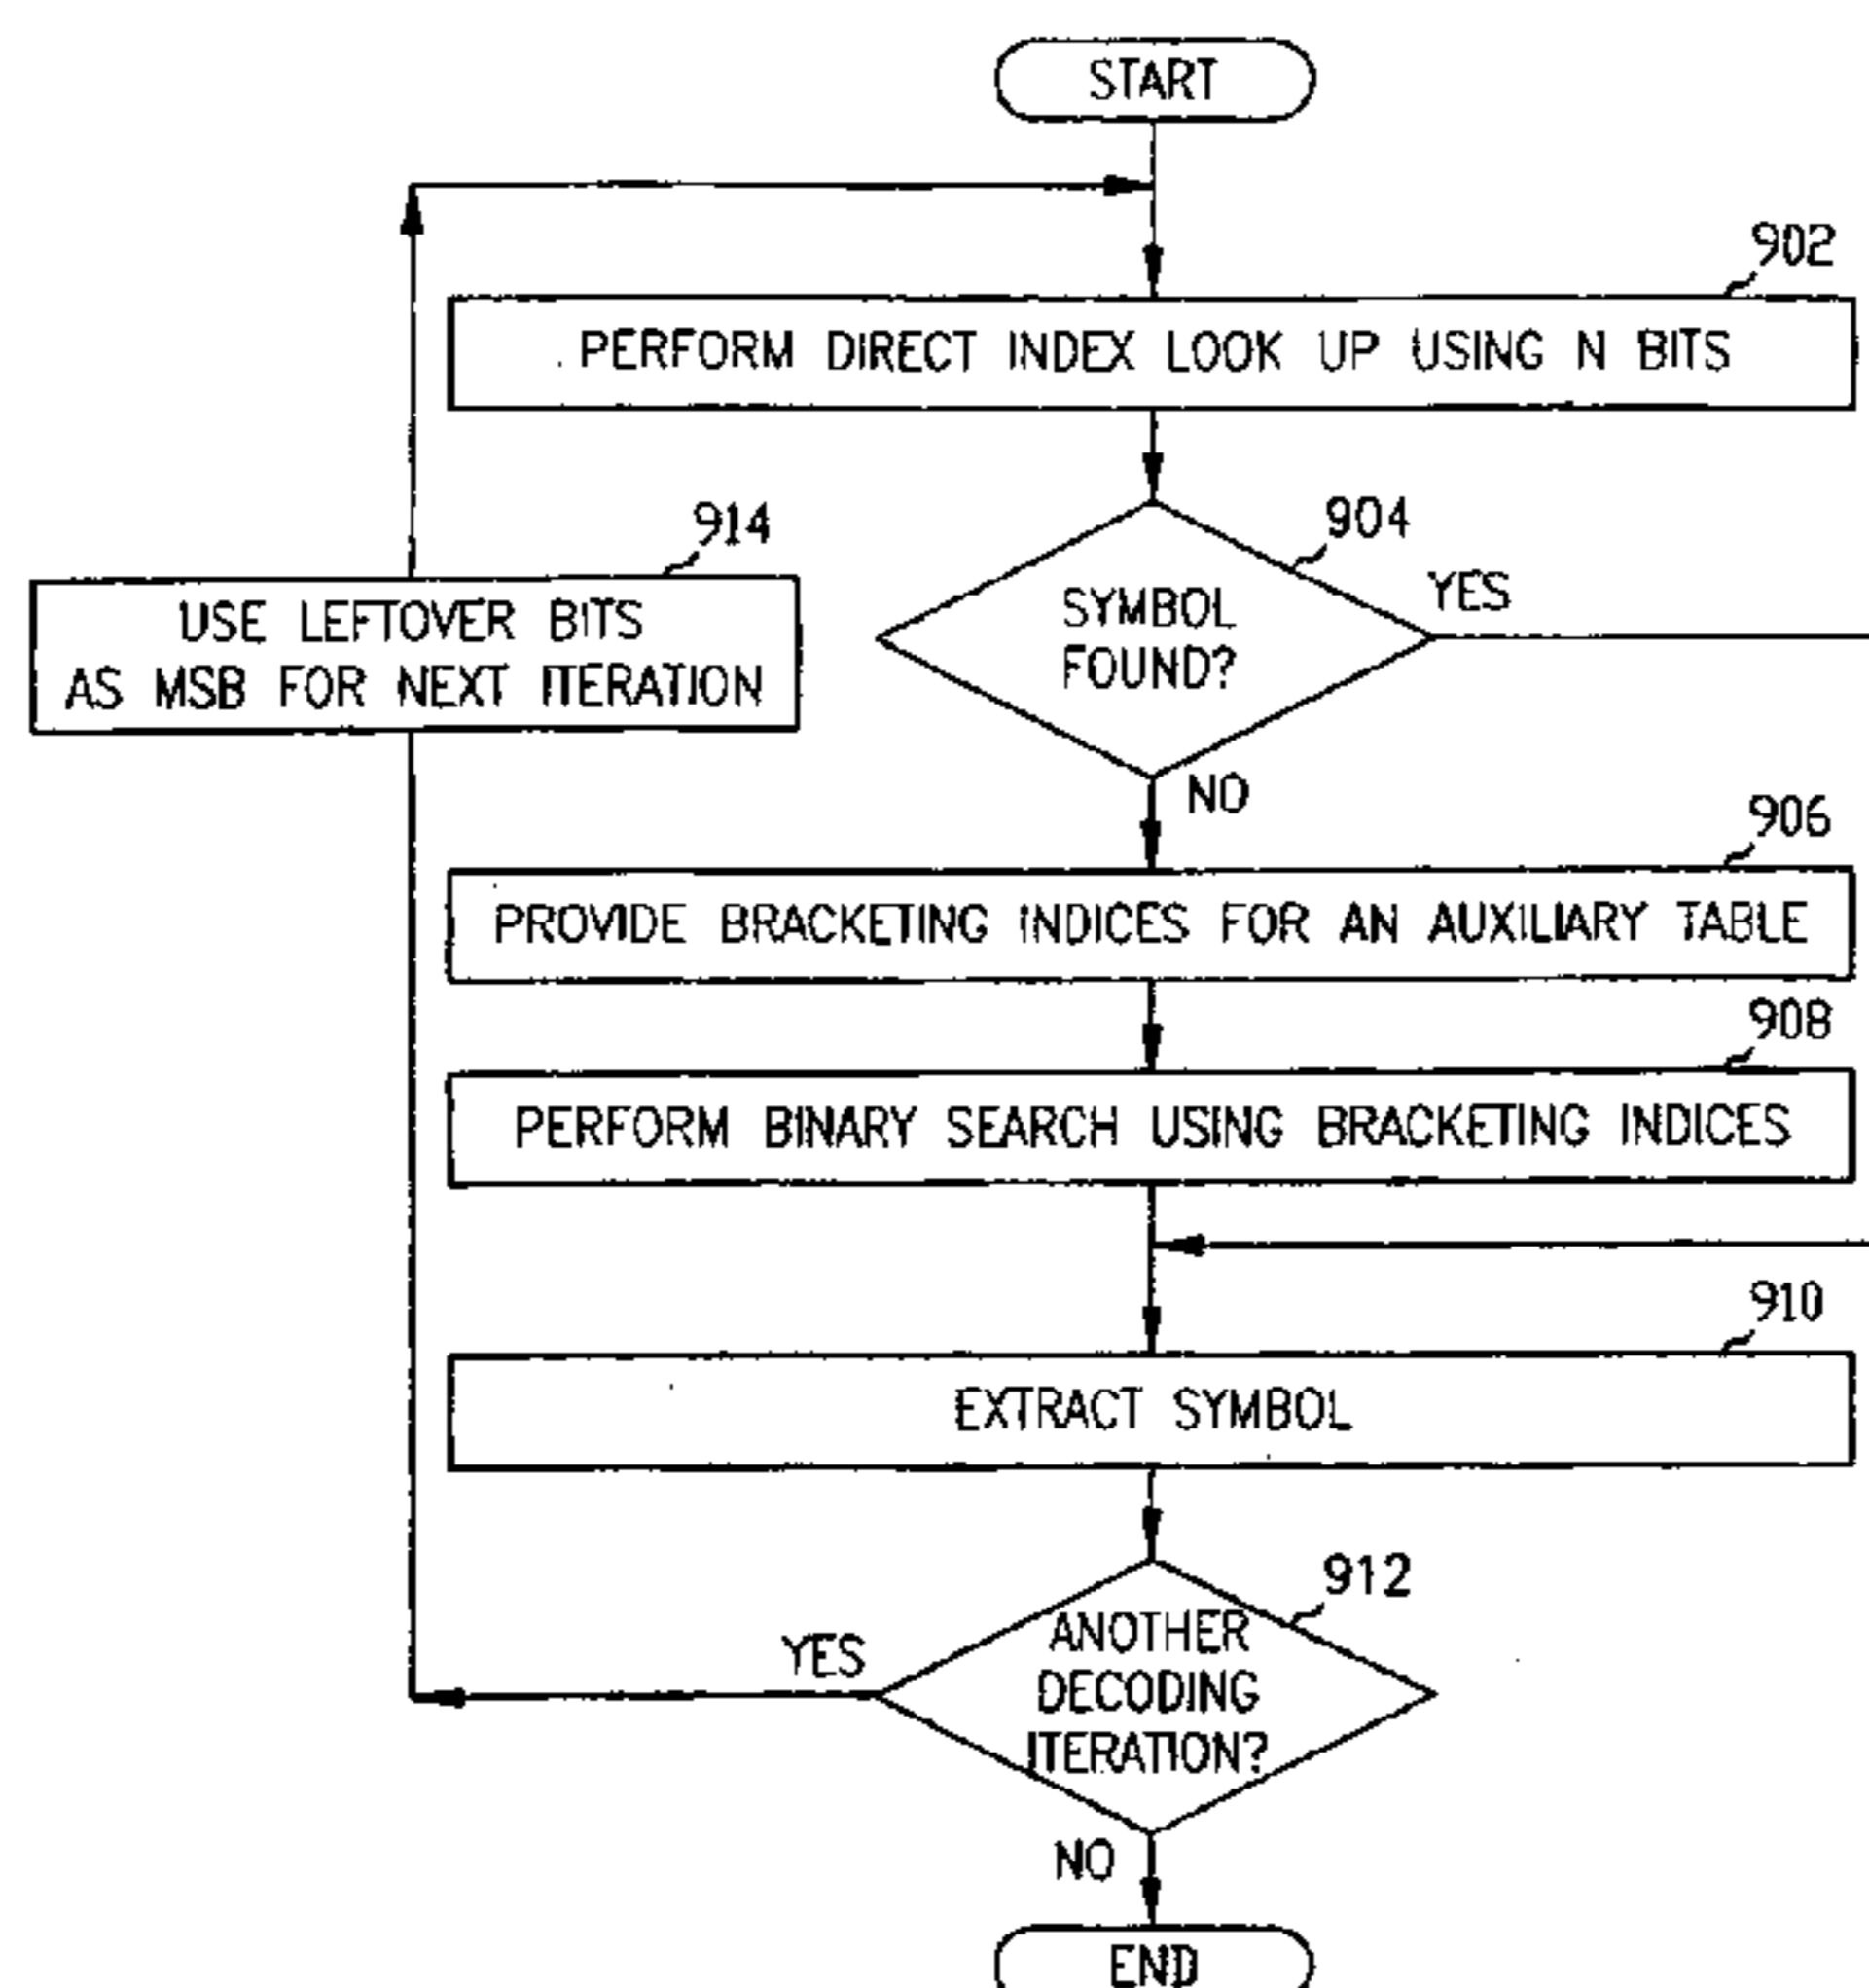 START
902
PERFORM DIRECT INDEX LOOK UP USING N BITS
914
904
USE LEFTOVER BITS
AS MSB FOR NEXT ITERATION
SYMBOL
FOUND?
YES
NO
906
PROVIDE BRACKETING INDICES FOR AN AUXILIARY TABLE
908
PERFORM BINARY SEARCH USING BRACKETING INDICES
910
EXTRACT SYMBOL
912
YES
ANOTHER
DECODING
ITERATION?
NO
END